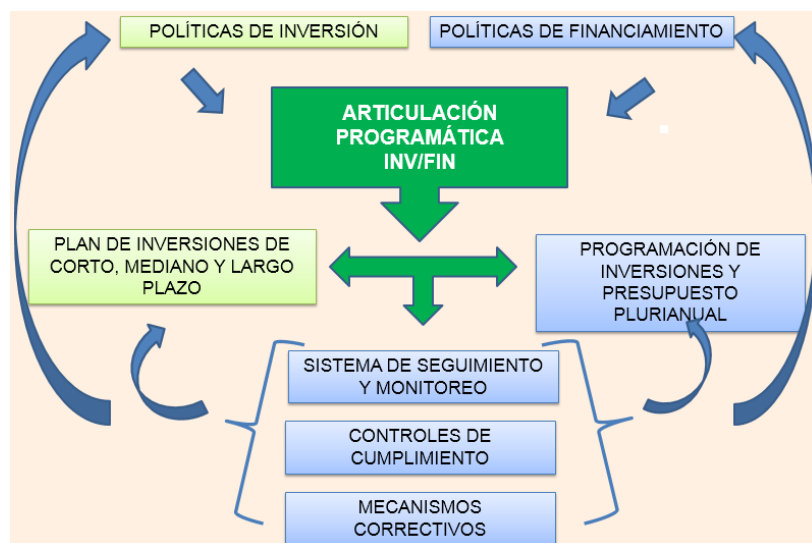 POLÍTICAS DE INVERSIÓN
POLÍTICAS DE FINANCIAMIENTO
ARTICULACIÓN
PROGRAMÁTICA
INV/FIN
PLAN DE INVERSIONES DE
CORTO, MEDIANO Y LARGO
PLAZO
PROGRAMACIÓN DE
INVERSIONES Y
PRESUPUESTO
PLURIANUAL
SISTEMA DE SEGUIMIENTO
Y MONITOREO
CONTROLES DE
CUMPLIMIENTO
MECANISMOS
CORRECTIVOS